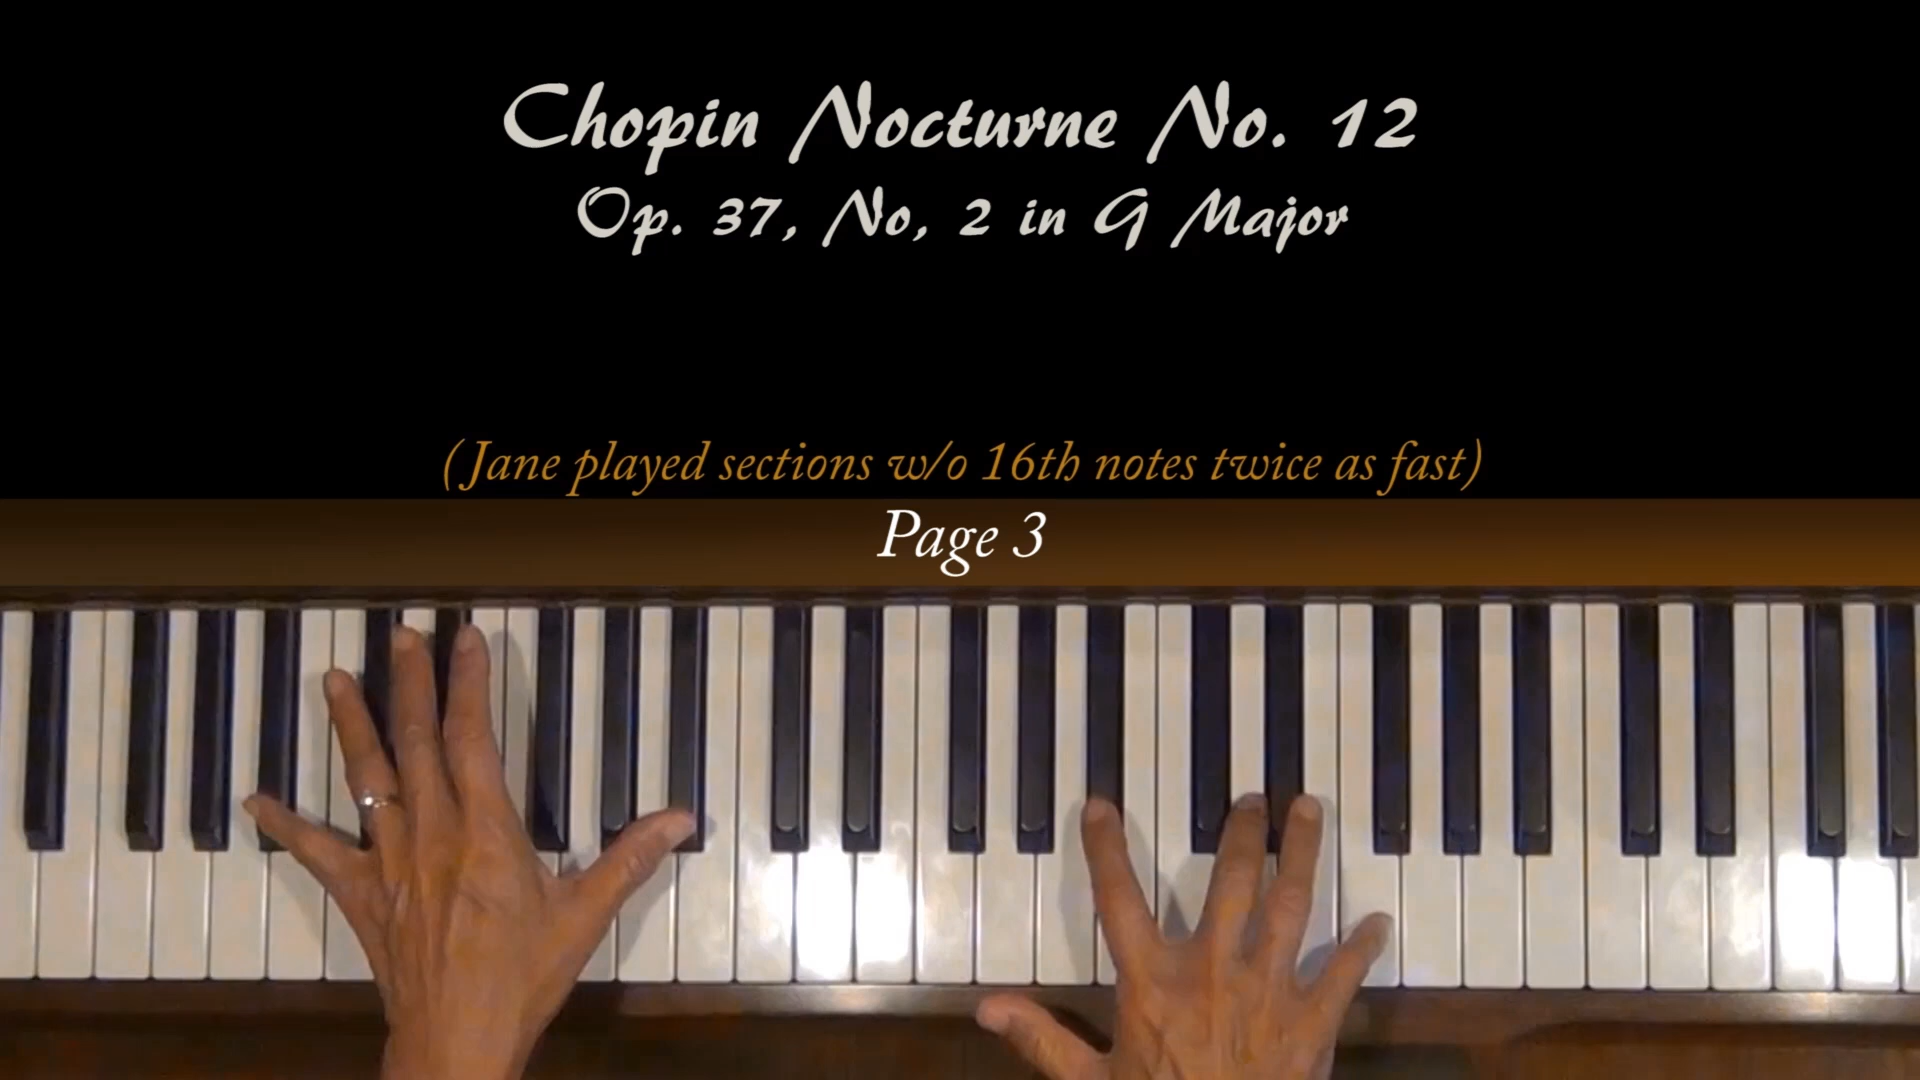 Chopin Nocturne No. 12
Op. 37, No, 2 in G Major
(Jane played sections w/o 16th notes twice as fast)
Page 3